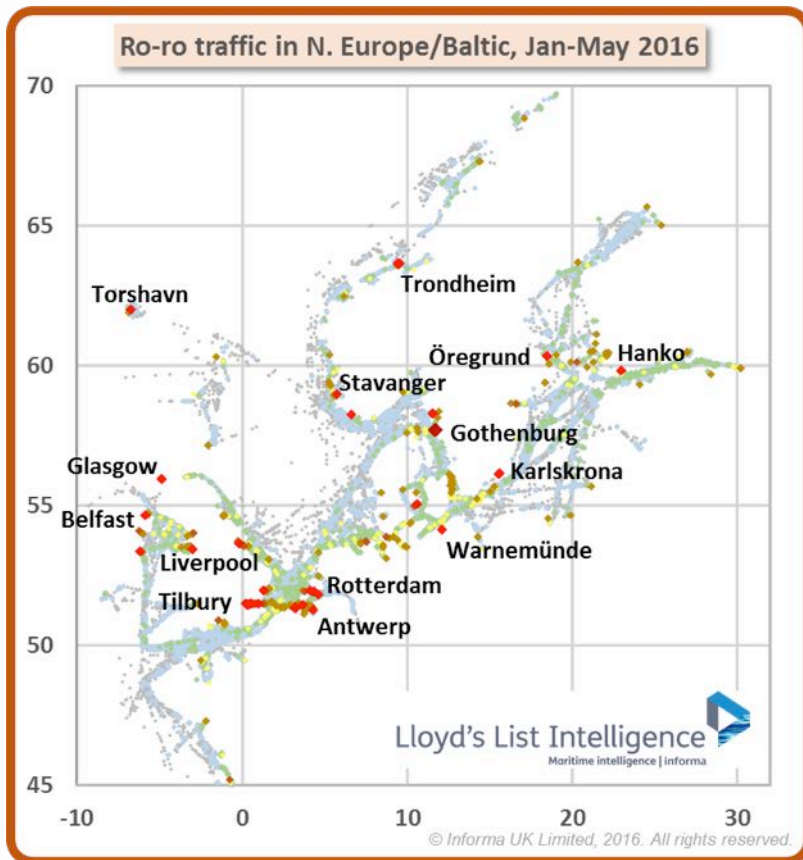 Ro-ro traffic in N. Europe/Baltic, Jan-May 2016
70
65
Trondheim
Tørshavn
60
Öregrund
Hanko
Stavanger
Gothenburg
Glasgow
Karlskrona
55
Belfast
Liverpool
Warnemünde
Tilbury
Rotterdam
Antwerp
50
Lloyd's List Intelligence
Maritime intelligence | informa
45
-10
0
10
20
30
© Informa UK Limited, 2016. All rights reserved.